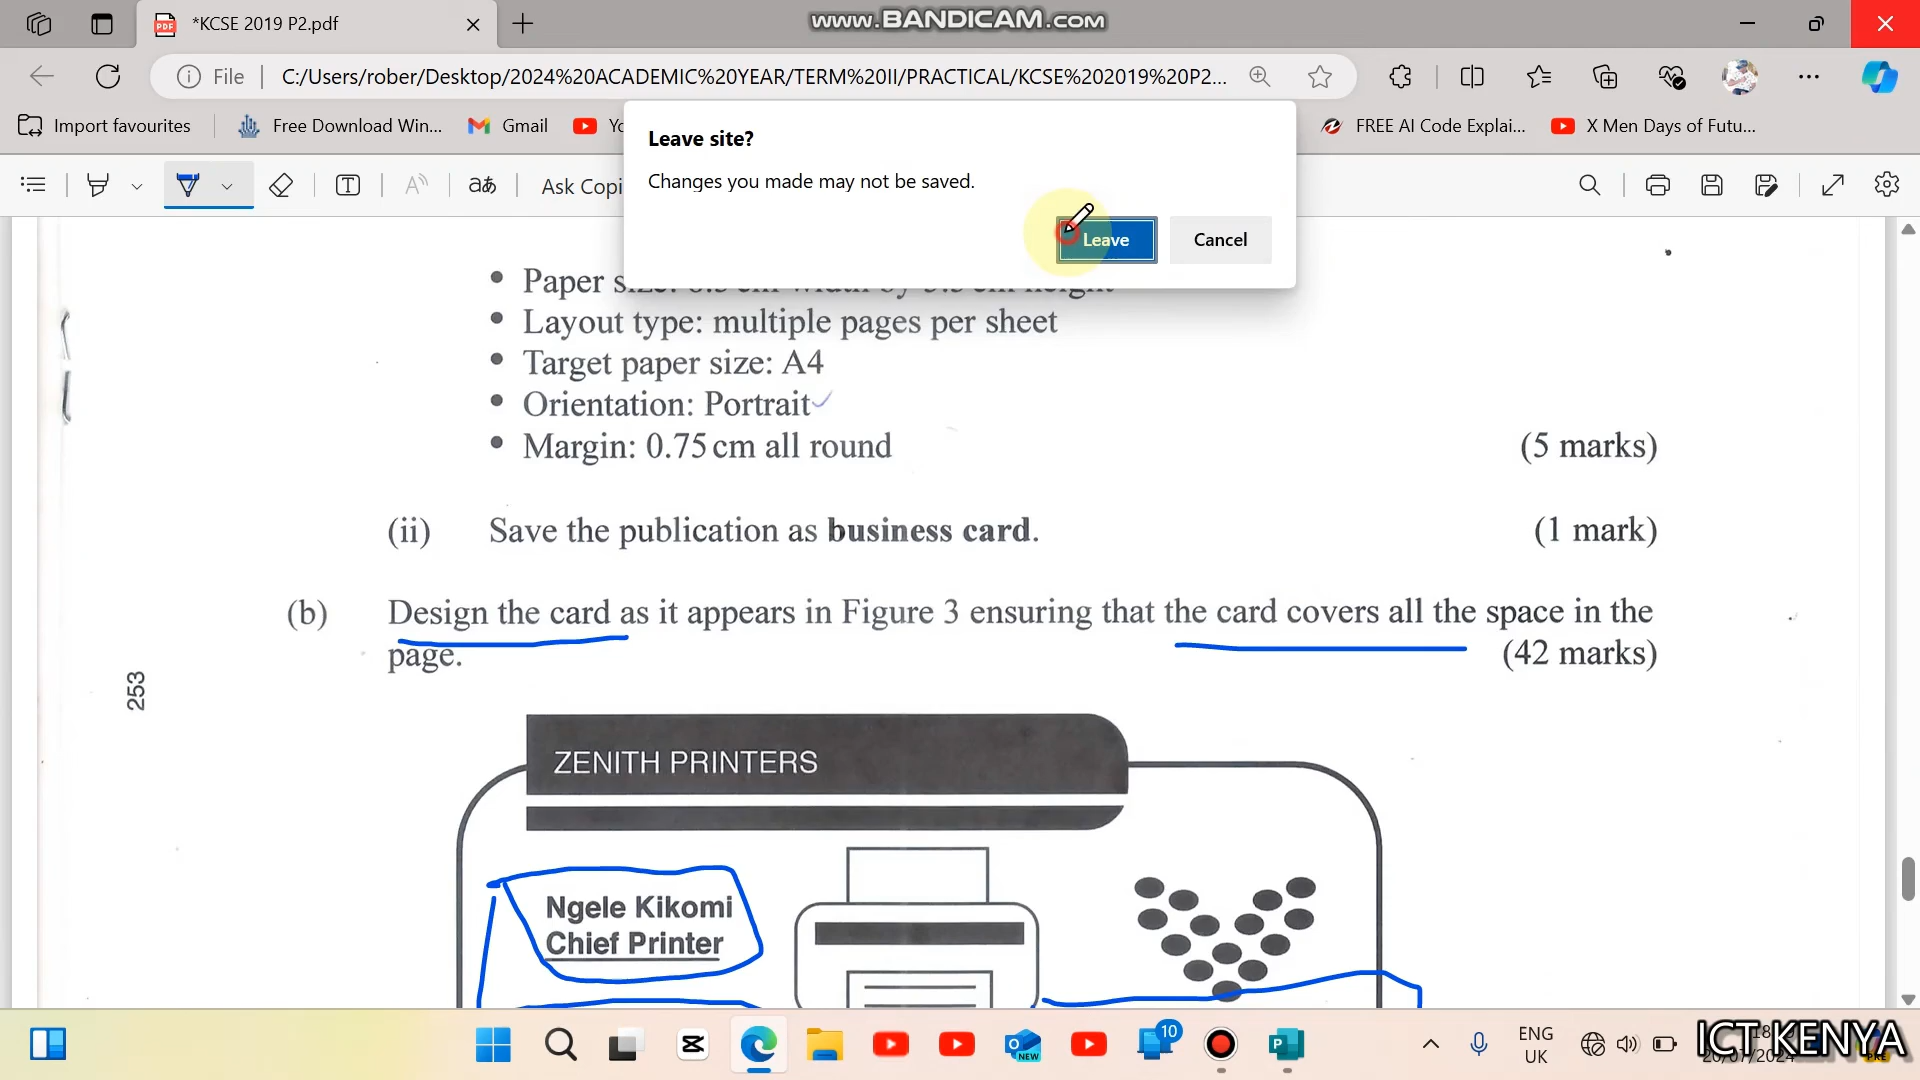 *KCSE 2019 P2.pdf
WWW.BANDICAM.COM
File
C:/Users/rober/Desktop/2024%20ACADEMIC%20YEAR/TERM%20II/PRACTICAL/KCSE%202019%20P2...
Import favourites
Free Download Win...
Gmail
FREE AI Code Explai...
X Men Days of Futu...
Leave site?
Changes you made may not be saved.
Leave
Cancel
Ask Copi
• Layout type: multiple pages per sheet
• Target paper size: A4
• Orientation: Portrait
• Margin: 0.75 cm all round (5 marks)
(ii) Save the publication as business card. (1 mark)
(b) Design the card as it appears in Figure 3 ensuring that the card covers all the space in the
page. (42 marks)
253
ZENITH PRINTERS
Ngele Kikomi
Chief Printer
10
NEW
ENG
UK
ICT KENYA